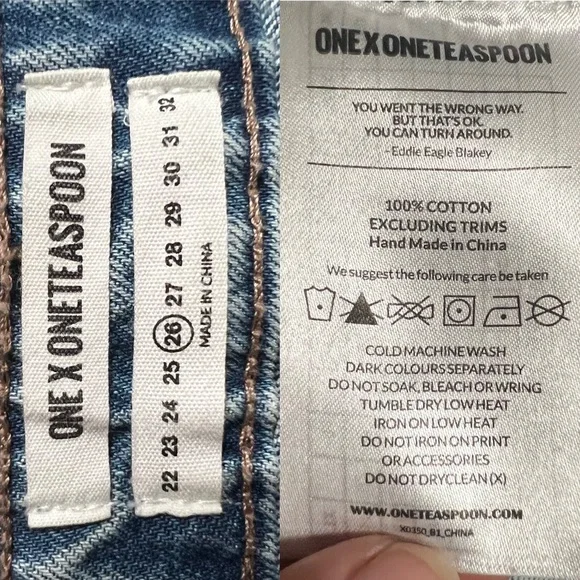 ONE X ONETEASPOON
22 23 24 25 26 27 28 29 30 31 32
MADE IN CHINA
ONEXONETEASPOON
YOU WENT THE WRONG WAY.
BUT THAT'S OK.
YOU CAN TURN AROUND.
-Eddie Eagle Blakey
100% COTTON
EXCLUDING TRIMS
Hand Made in China
We suggest the following care be taken
COLD MACHINE WASH
DARK COLOURS SEPARATELY
DO NOT SOAK, BLEACH OR WRING
TUMBLE DRY LOW HEAT
IRON ON LOW HEAT
DO NOT IRON ON PRINT
OR ACCESSORIES
DO NOT DRYCLEAN (X)
WWW.ONETEASPOON.COM
X0350_B1_CHINA